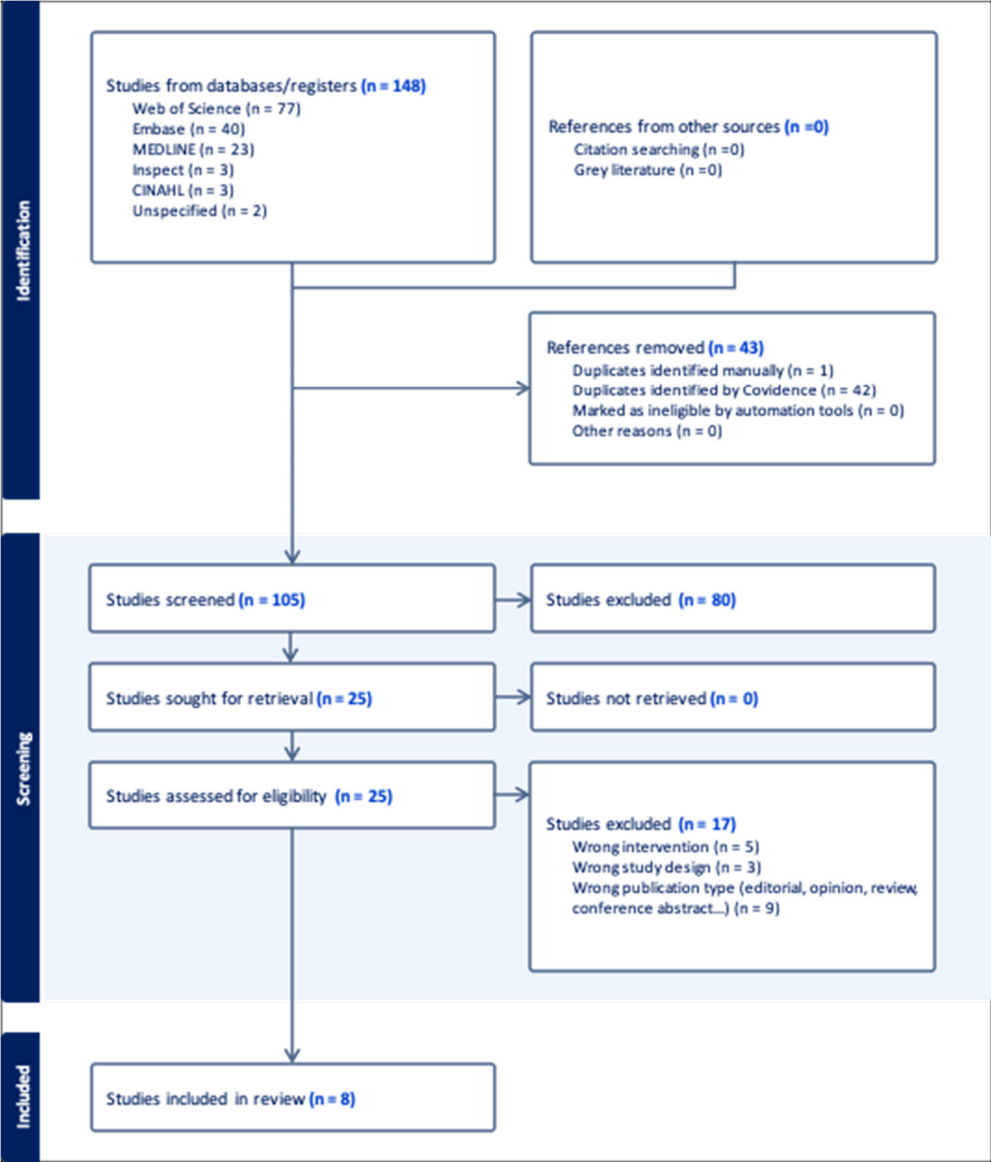 Identification
Studies from databases/registers (n = 148)
Web of Science (n = 77)
Embase (n = 40)
MEDLINE (n = 23)
Inspect (n = 3)
CINAHL (n = 3)
Unspecified (n = 2)
References from other sources (n =0)
Citation searching (n =0)
Grey literature (n =0)
References removed (n = 43)
Duplicates identified manually (n = 1)
Duplicates identified by Covidence (n = 42)
Marked as ineligible by automation tools (n = 0)
Other reasons (n = 0)
Screening
Studies screened (n = 105)
Studies excluded (n = 80)
Studies sought for retrieval (n = 25)
Studies not retrieved (n = 0)
Studies assessed for eligibility (n = 25)
Studies excluded (n = 17)
Wrong intervention (n = 5)
Wrong study design (n = 3)
Wrong publication type (editorial, opinion, review,
conference abstract...) (n = 9)
Included
Studies included in review (n = 8)